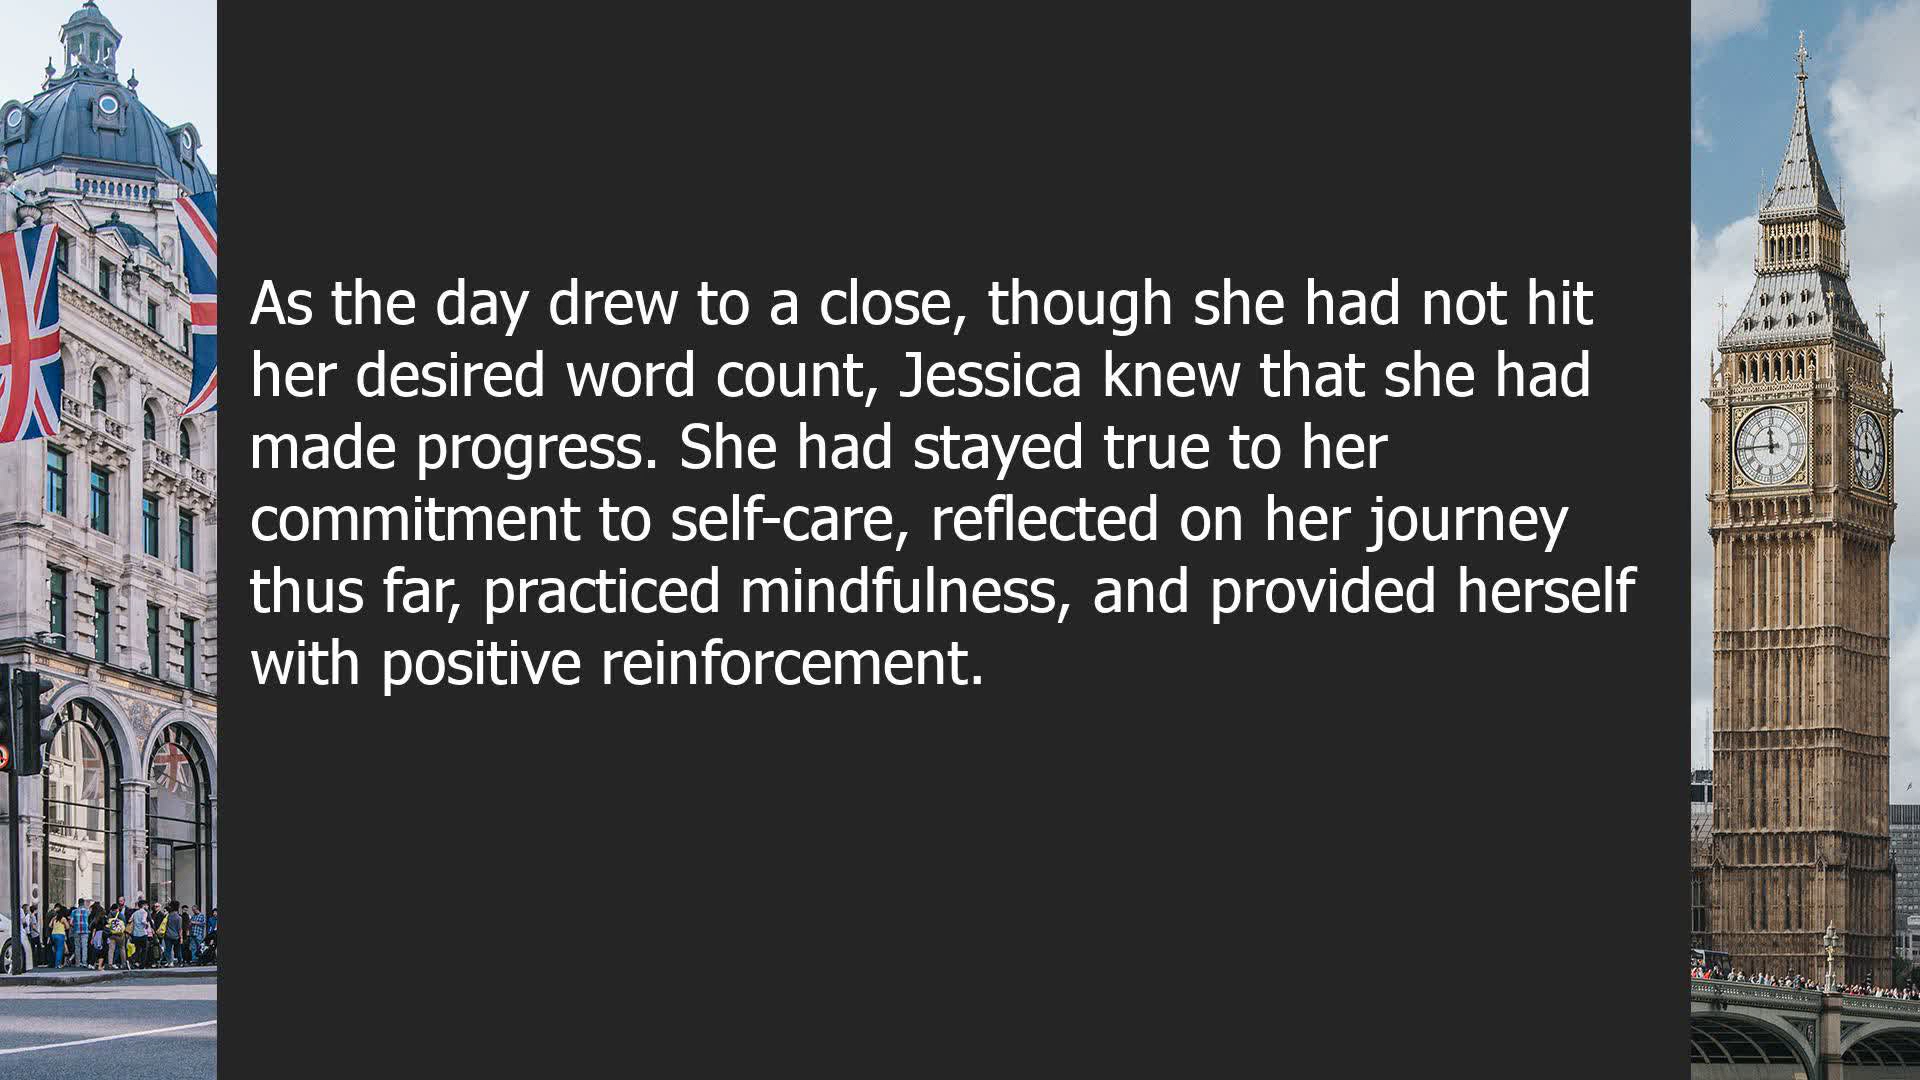 As the day drew to a close, though she had not hit
her desired word count, Jessica knew that she had
made progress. She had stayed true to her
commitment to self-care, reflected on her journey
thus far, practiced mindfulness, and provided herself
with positive reinforcement.